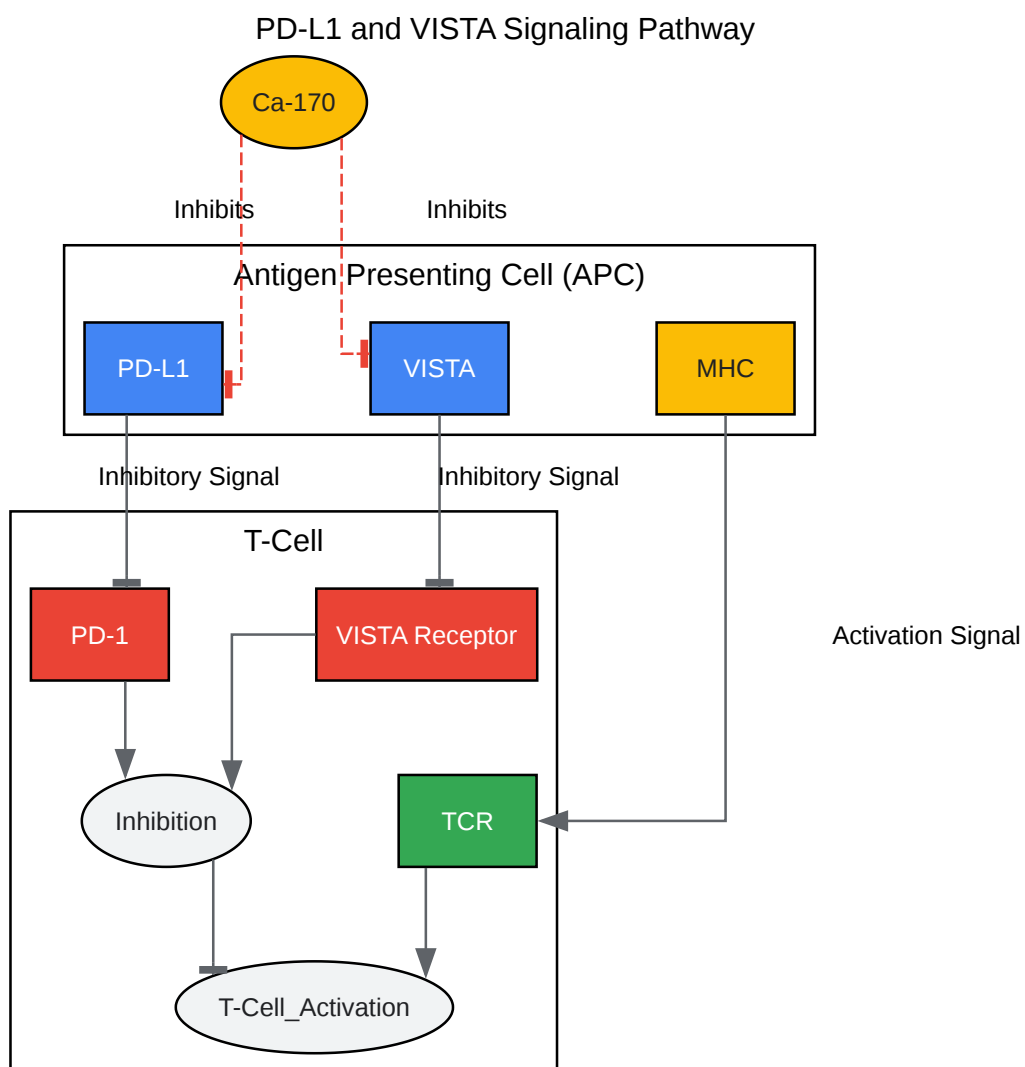 PD-L1 and VISTA Signaling Pathway
Ca-170
Inhibits
Inhibits
Antigen Presenting Cell (APC)
PD-L1
VISTA
MHC
Inhibitory Signal
Inhibitory Signal
T-Cell
PD-1
VISTA Receptor
Activation Signal
Inhibition
TCR
T-Cell_Activation